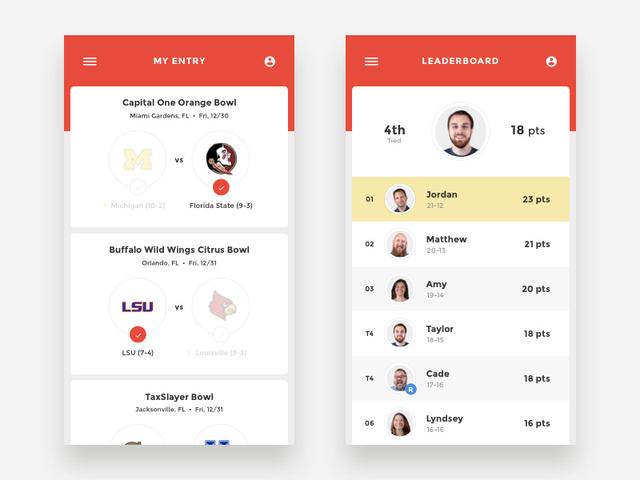 MY ENTRY
Capital One Orange Bowl
Miami Gardens, FL • Fri, 12/30
M
vs
Michigan (10-2)
Florida State (9-3)
Buffalo Wild Wings Citrus Bowl
Orlando, FL • Fri, 12/31
LSU
vs
LSU (7-4)
Louisville (9-3)
TaxSlayer Bowl
Jacksonville, FL • Fri, 12/31
LEADERBOARD
4th
Tied
18 pts
01
Jordan
21-12
23 pts
02
Matthew
20-13
21 pts
03
Amy
19-14
20 pts
T4
Taylor
18-15
18 pts
T4
R
Cade
17-16
18 pts
06
Lyndsey
16-16
16 pts